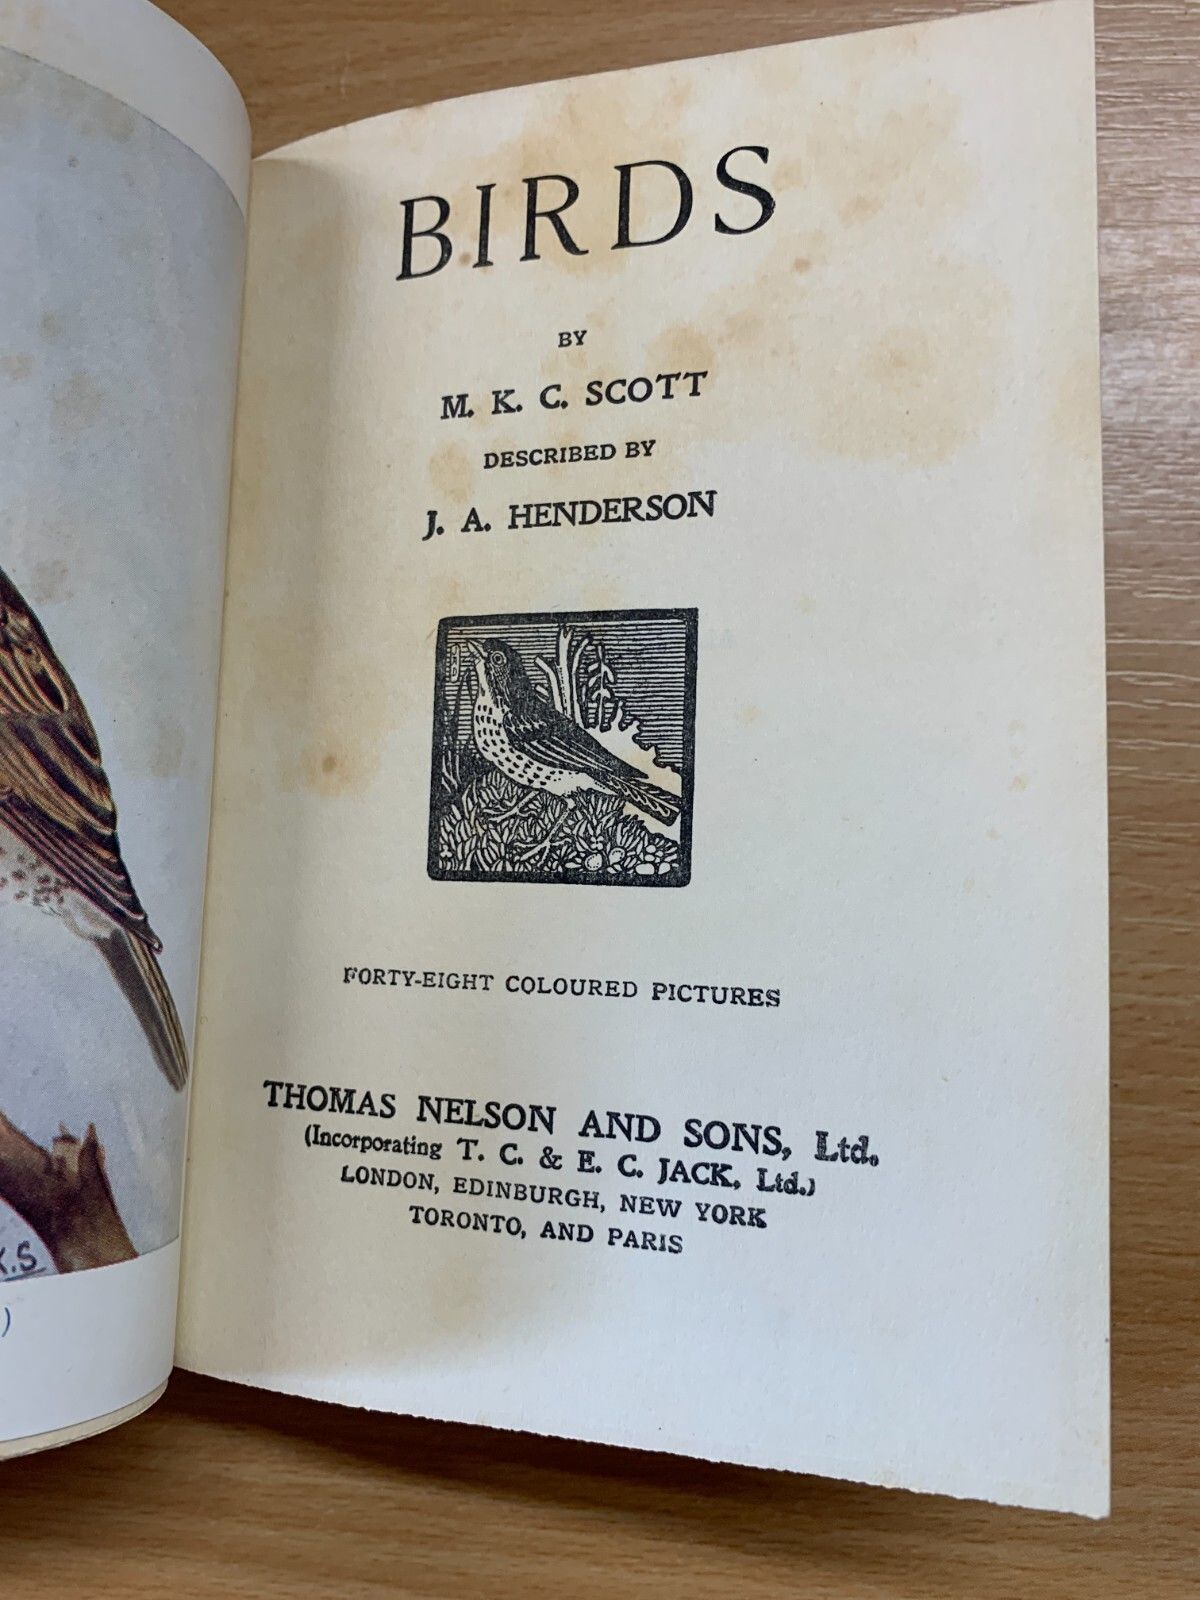 BIRDS
BY
M. K. C. SCOTT
DESCRIBED BY
J. A. HENDERSON
FORTY-EIGHT COLOURED PICTURES
THOMAS NELSON AND SONS, Ltd.
(Incorporating T. C. & E. C. JACK, Ltd.)
LONDON, EDINBURGH, NEW YORK
TORONTO, AND PARIS
K.S
)